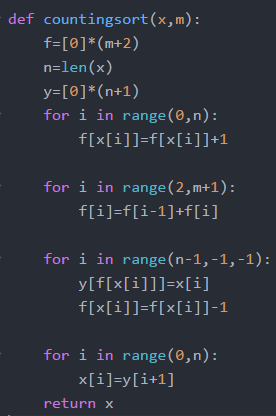 def countingsort(x,m):
    f=[0]*(m+2)
    n=len(x)
    y=[0]*(n+1)
    for i in range(0,n):
        f[x[i]]=f[x[i]]+1
    for i in range(2,m+1):
        f[i]=f[i-1]+f[i]
    for i in range(n-1,-1,-1):
        y[f[x[i]]]=x[i]
        f[x[i]]=f[x[i]]-1
    for i in range(0,n):
        x[i]=y[i+1]
    return x